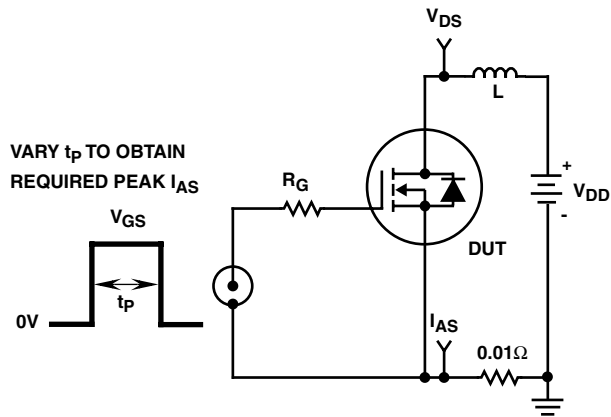 V_DS
L
VARY t_P TO OBTAIN
REQUIRED PEAK I_AS
R_G
+
V_DD
-
V_GS
DUT
t_P
0V
I_AS
0.01Ω